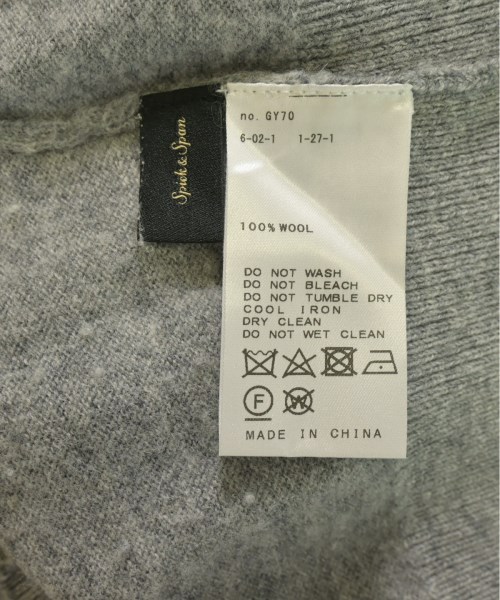 Spick & Span
no. GY70
6-02-1 1-27-1
100% WOOL
DO NOT WASH
DO NOT BLEACH
DO NOT TUMBLE DRY
COOL IRON
DRY CLEAN
DO NOT WET CLEAN
F W
MADE IN CHINA